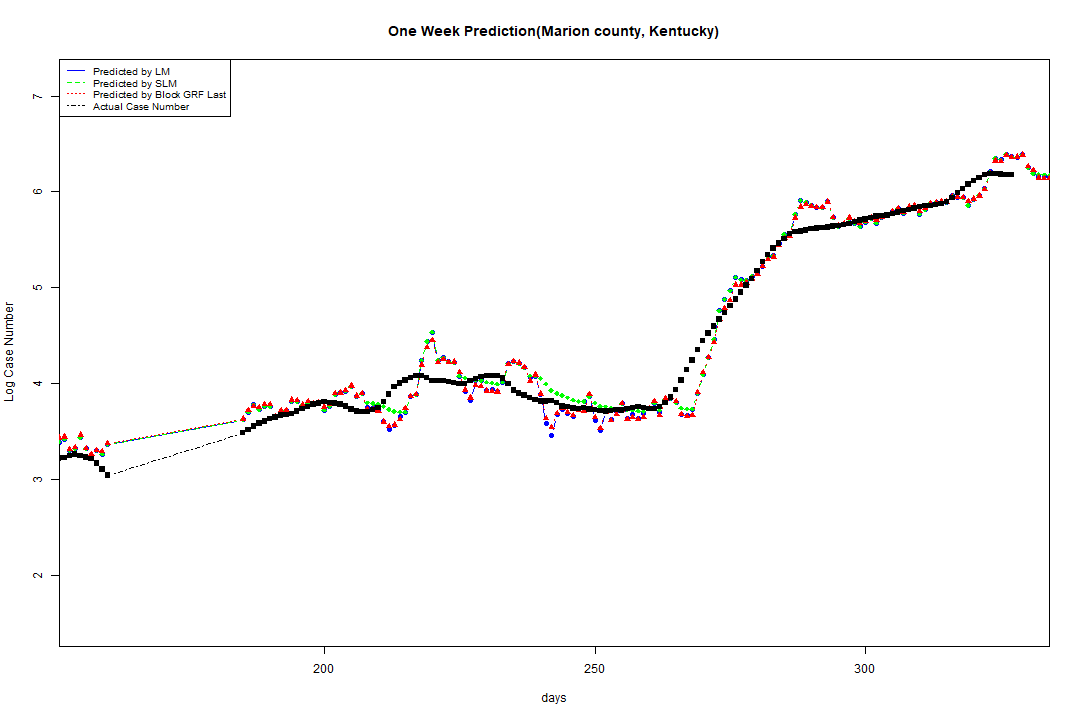 One Week Prediction(Marion county, Kentucky)
Predicted by LM
Predicted by SLM
Predicted by Block GRF Last
Actual Case Number
7
6
5
4
3
2
Log Case Number
200
250
300
days